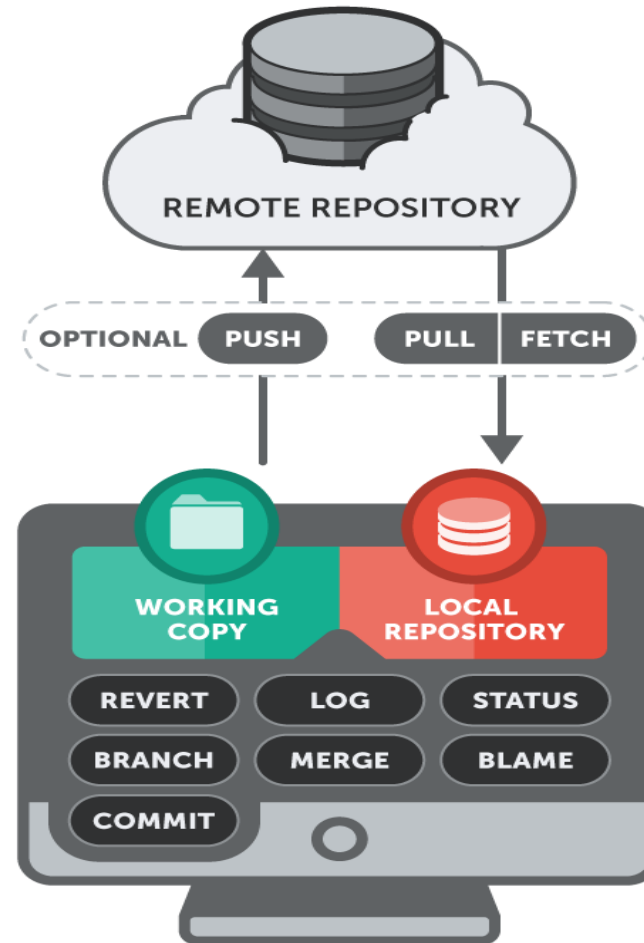 REMOTE REPOSITORY
OPTIONAL PUSH PULL FETCH
WORKING
COPY
LOCAL
REPOSITORY
REVERT LOG STATUS
BRANCH MERGE BLAME
COMMIT